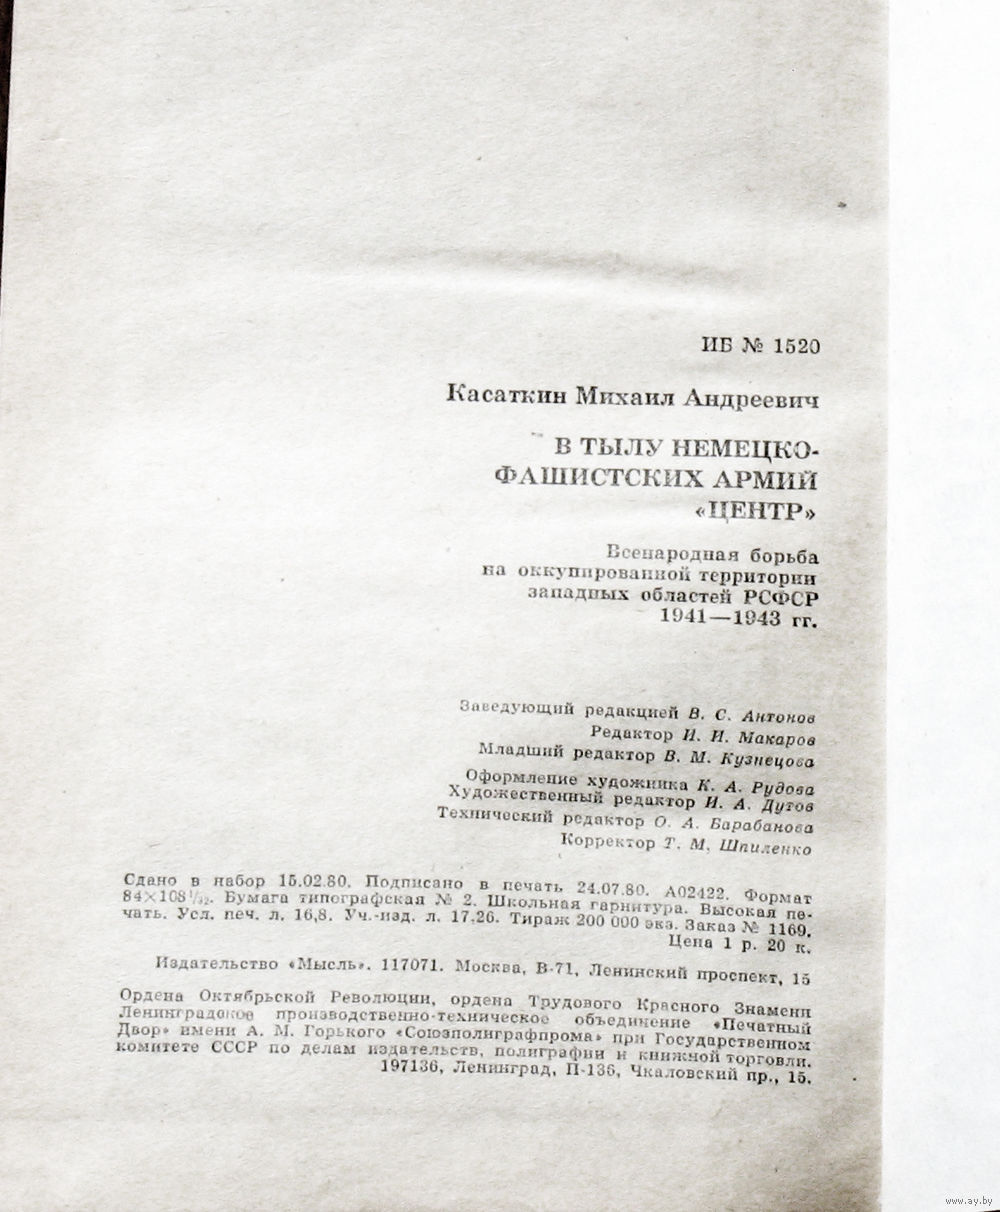 ИБ № 1520
Касаткин Михаил Андреевич
В ТЫЛУ НЕМЕЦКО-
ФАШИСТСКИХ АРМИЙ
«ЦЕНТР»
Всенародная борьба
на оккупированной территории
западных областей РСФСР
1941—1943 гг.
Заведующий редакцией В. С. Антонов
Редактор И. И. Макаров
Младший редактор В. М. Кузнецова
Оформление художника К. А. Рудова
Художественный редактор И. А. Дутов
Технический редактор О. А. Барабанова
Корректор Т. М. Шпиленко
Сдано в набор 15.02.80. Подписано в печать 24.07.80. А02422. Формат
84×108 1/32. Бумага типографская № 2. Школьная гарнитура. Высокая пе-
чать. Усл. печ. л. 16,8. Уч.-изд. л. 17,26. Тираж 200 000 экз. Заказ № 1169.
Цена 1 р. 20 к.
Издательство «Мысль». 117071. Москва, В-71, Ленинский проспект, 15
Ордена Октябрьской Революции, ордена Трудового Красного Знамени
Ленинградское производственно-техническое объединение «Печатный
Двор» имени А. М. Горького «Союзполиграфпрома» при Государственном
комитете СССР по делам издательств, полиграфии и книжной торговли.
197136, Ленинград, П-136, Чкаловский пр., 15.
www.ay.by